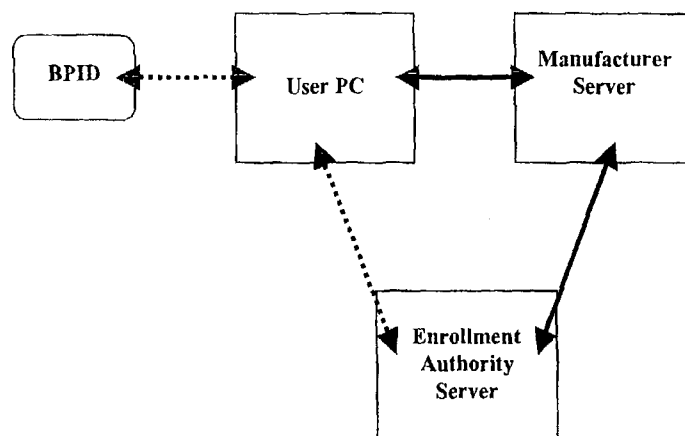 BPID
User PC
Manufacturer
Server
Enrollment
Authority
Server